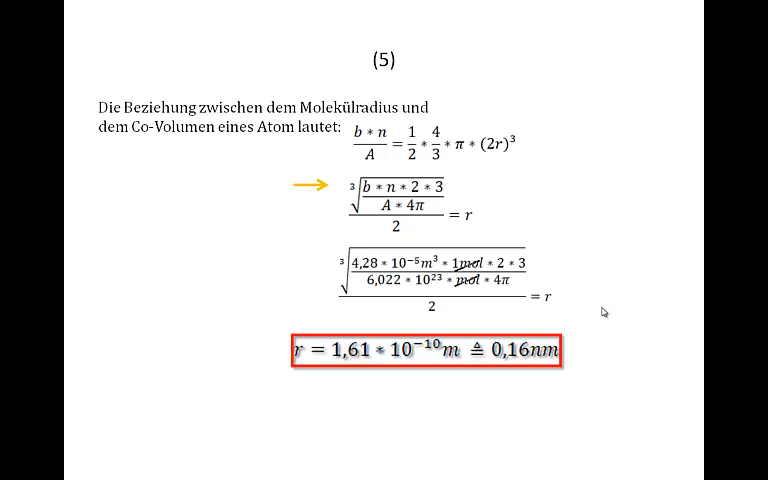 (5)
Die Beziehung zwischen dem Molekülradius und
dem Co-Volumen eines Atom lautet:
b * n / A = 1/2 * 4/3 * π * (2r)³
∛(b * n * 2 * 3 / A * 4π) / 2 = r
∛(4,28 * 10⁻⁵m³ * 1mol * 2 * 3 / 6,022 * 10²³ * mol * 4π) / 2 = r
r = 1,61 * 10⁻¹⁰m ≙ 0,16nm